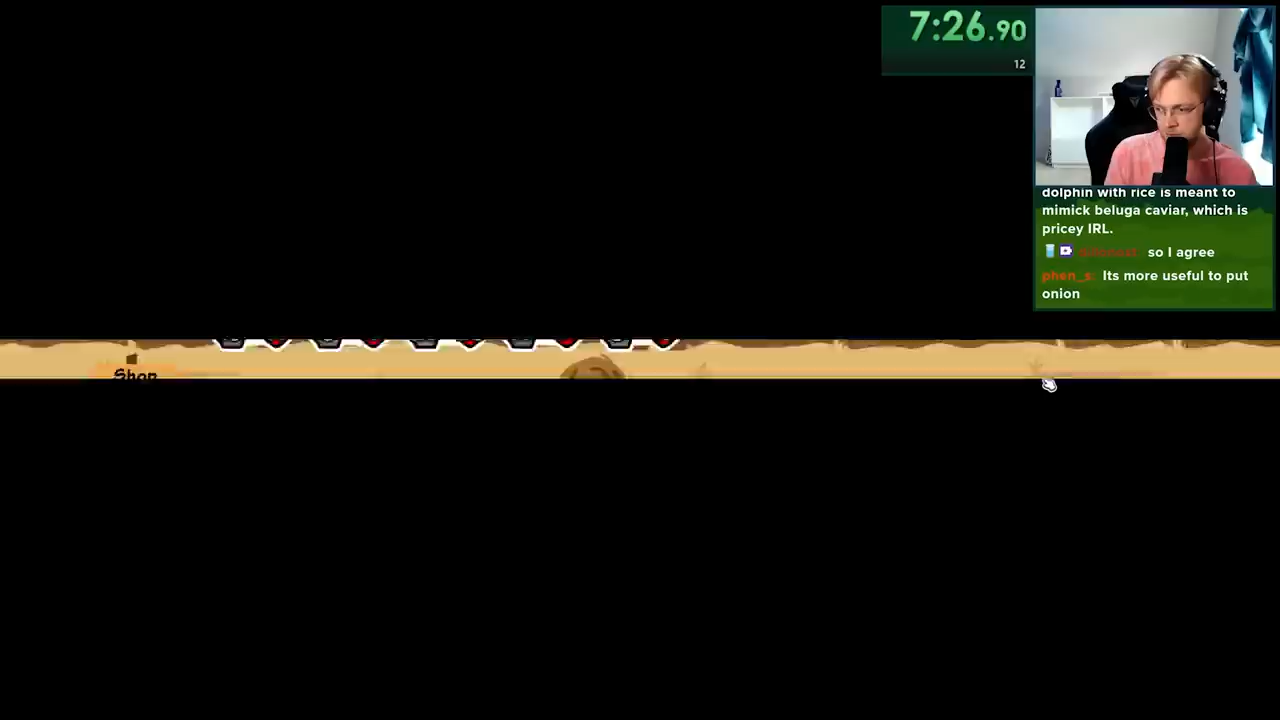 7:26.90
12
dolphin with rice is meant to
mimick beluga caviar, which is
pricey IRL.
so I agree
phen_s: Its more useful to put
onion
Shop